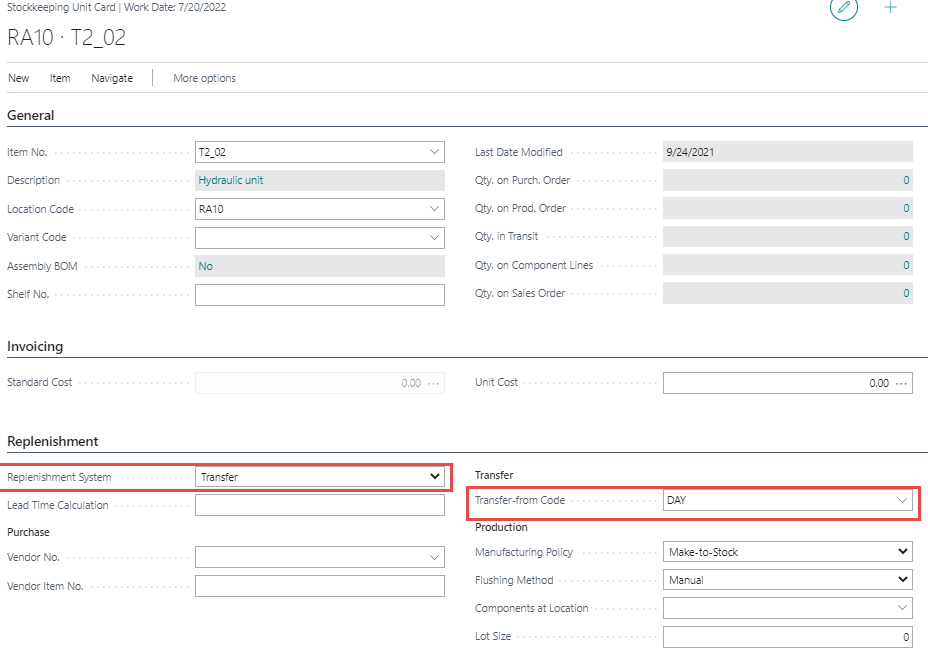 Stockkeeping Unit Card | Work Date: 7/20/2022
RA10 · T2_02
New Item Navigate More options
General
Item No. T2_02
Description Hydraulic unit
Location Code RA10
Variant Code
Assembly BOM No
Shelf No.
Last Date Modified 9/24/2021
Qty. on Purch. Order 0
Qty. on Prod. Order 0
Qty. in Transit 0
Qty. on Component Lines 0
Qty. on Sales Order 0
Invoicing
Standard Cost 0.00 ···
Unit Cost 0.00 ···
Replenishment
Replenishment System Transfer
Lead Time Calculation
Purchase
Vendor No.
Vendor Item No.
Transfer
Transfer-from Code DAY
Production
Manufacturing Policy Make-to-Stock
Flushing Method Manual
Components at Location
Lot Size 0